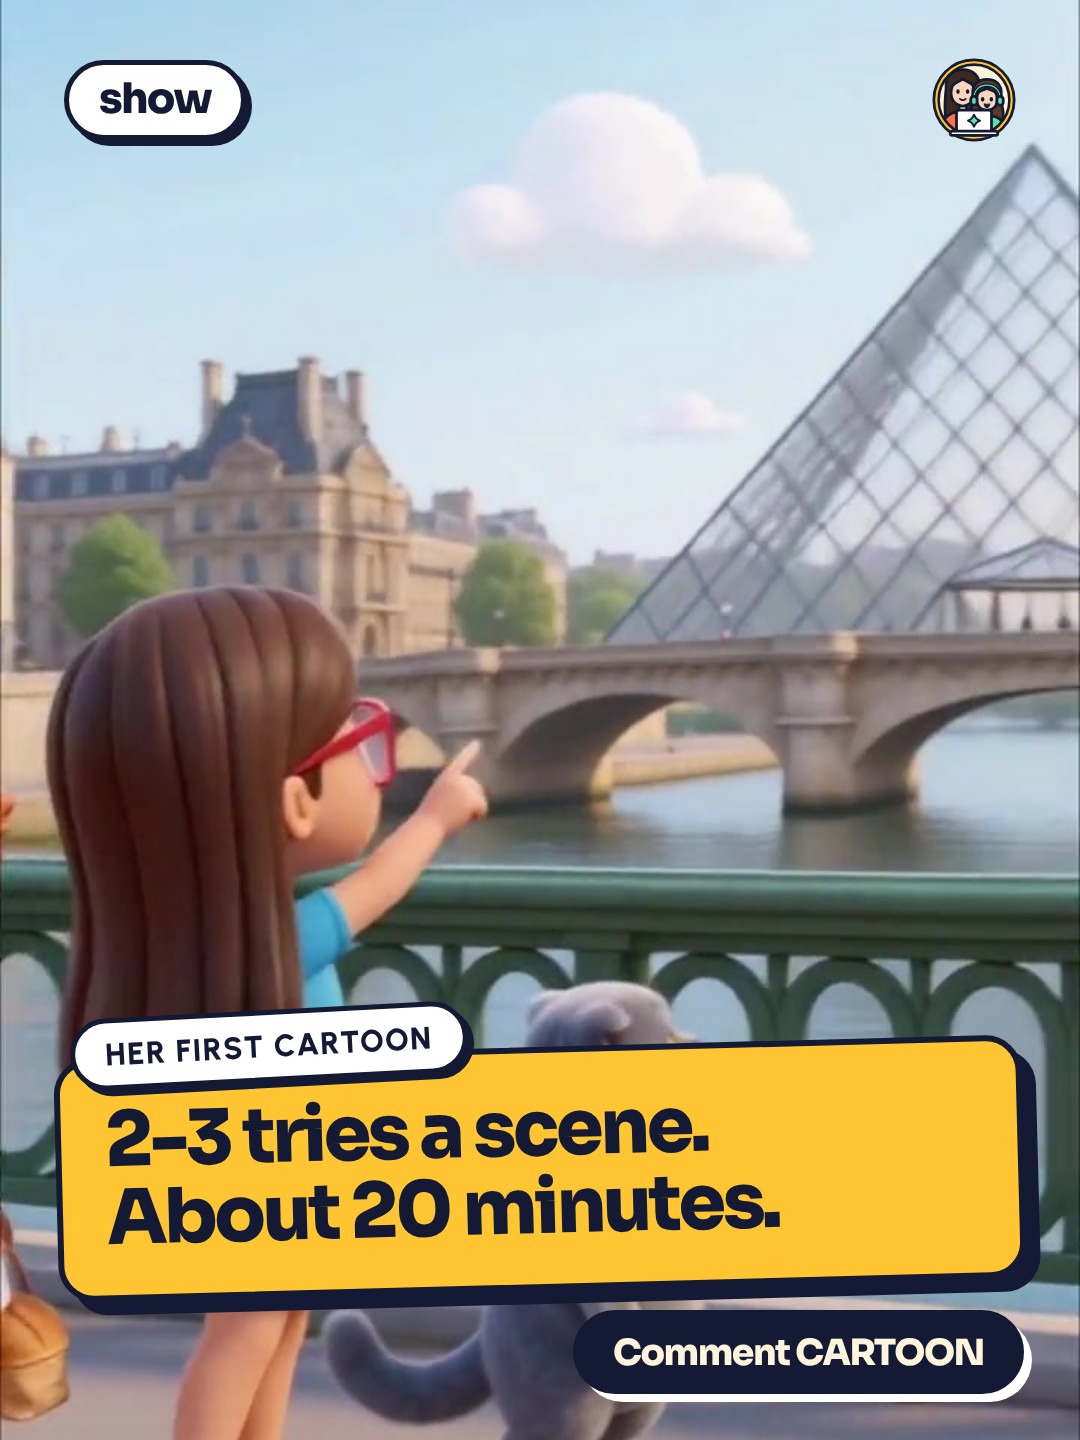 show
HER FIRST CARTOON
2–3 tries a scene.
About 20 minutes.
Comment CARTOON